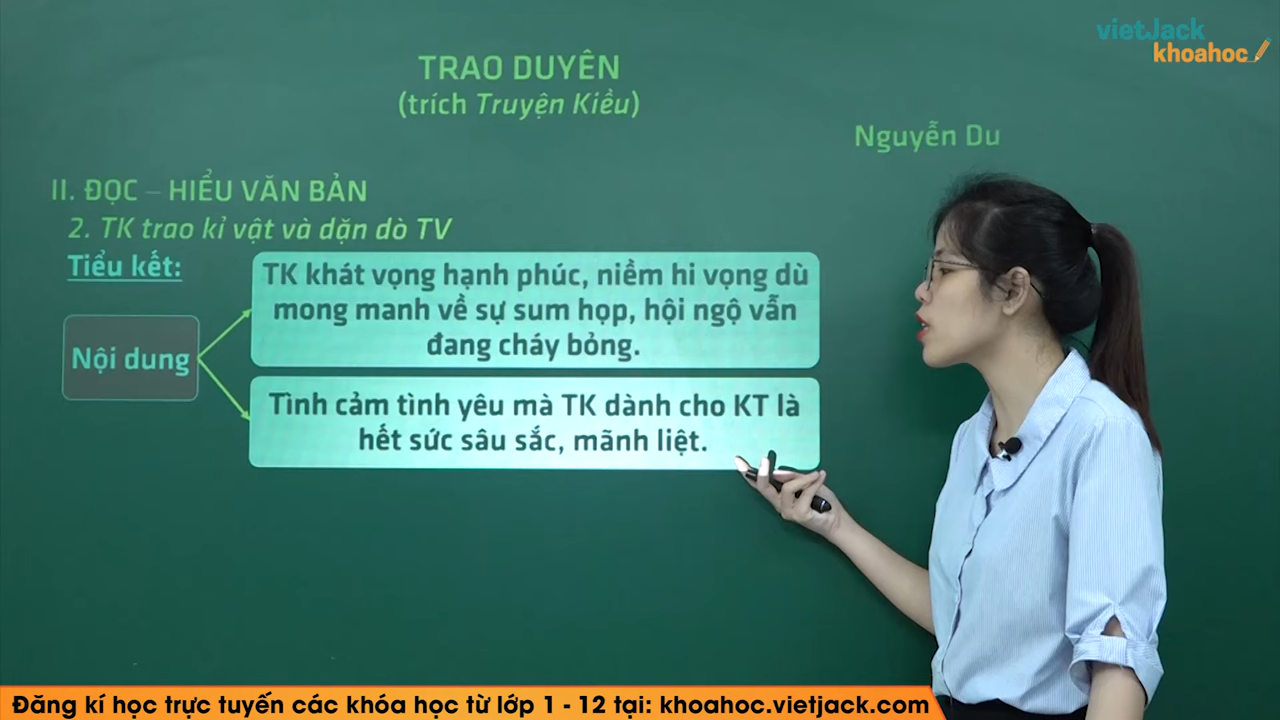 vietJack
khoahoc
TRAO DUYÊN
(trích Truyện Kiều)
Nguyễn Du
II. ĐỌC – HIỂU VĂN BẢN
2. TK trao kỉ vật và dặn dò TV
Tiểu kết:
TK khát vọng hạnh phúc, niềm hi vọng dù
mong manh về sự sum họp, hội ngộ vẫn
đang cháy bỏng.
Nội dung
Tình cảm tình yêu mà TK dành cho KT là
hết sức sâu sắc, mãnh liệt.
Đăng kí học trực tuyến các khóa học từ lớp 1 - 12 tại: khoahoc.vietjack.com